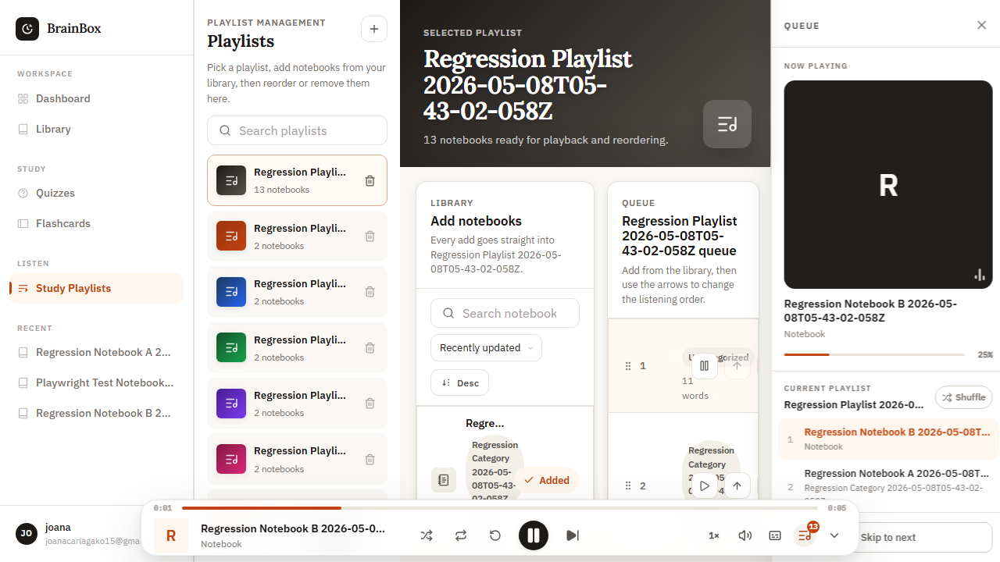 BrainBox
WORKSPACE
Dashboard
Library
STUDY
Quizzes
Flashcards
LISTEN
Study Playlists
RECENT
Regression Notebook A 2...
Playwright Test Notebook...
Regression Notebook B 2...
JO
joana
joanacarlagako15@gma
PLAYLIST MANAGEMENT
Playlists
Pick a playlist, add notebooks from your
library, then reorder or remove them
here.
Search playlists
Regression Playli...
13 notebooks
Regression Playli...
2 notebooks
Regression Playli...
2 notebooks
Regression Playli...
2 notebooks
Regression Playli...
2 notebooks
Regression Playli...
2 notebooks
SELECTED PLAYLIST
Regression Playlist
2026-05-08T05-
43-02-058Z
13 notebooks ready for playback and reordering.
LIBRARY
Add notebooks
Every add goes straight into
Regression Playlist 2026-05-
08T05-43-02-058Z.
Search notebook
Recently updated
Desc
Regre...
Regression
Category
2026-05-
08T05-43-
02-058Z
Added
QUEUE
Regression Playlist
2026-05-08T05-
43-02-058Z queue
Add from the library, then
use the arrows to change
the listening order.
1
11
words
2
Regression
Category
QUEUE
NOW PLAYING
R
Regression Notebook B 2026-05-
08T05-43-02-058Z
Notebook
25%
CURRENT PLAYLIST
Regression Playlist 2026-0...
Shuffle
1
Regression Notebook B 2026-05-08T...
Notebook
2
Regression Notebook A 2026-05-08T...
Regression Category 2026-05-08T05-43-02-
Skip to next
0:01
0:05
R
Regression Notebook B 2026-05-0...
Notebook
1×
13